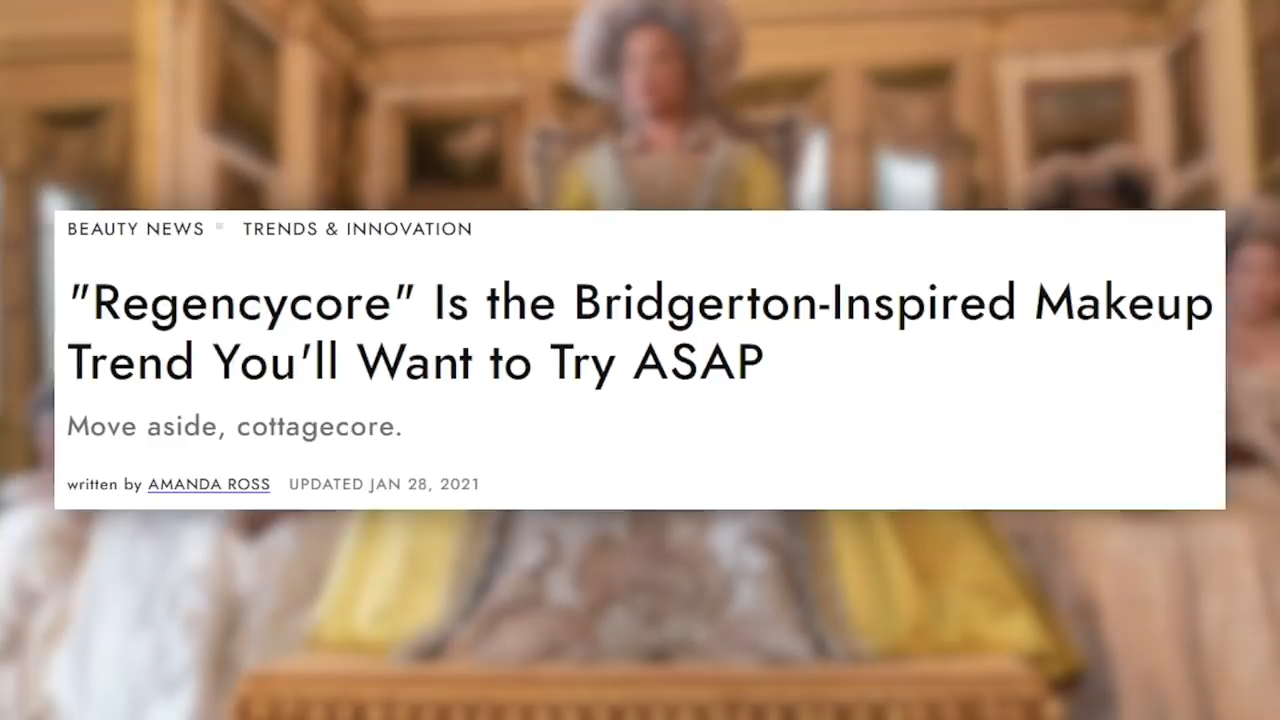 BEAUTY NEWS TRENDS & INNOVATION
"Regencycore" Is the Bridgerton-Inspired Makeup
Trend You'll Want to Try ASAP
Move aside, cottagecore.
written by AMANDA ROSS UPDATED JAN 28, 2021